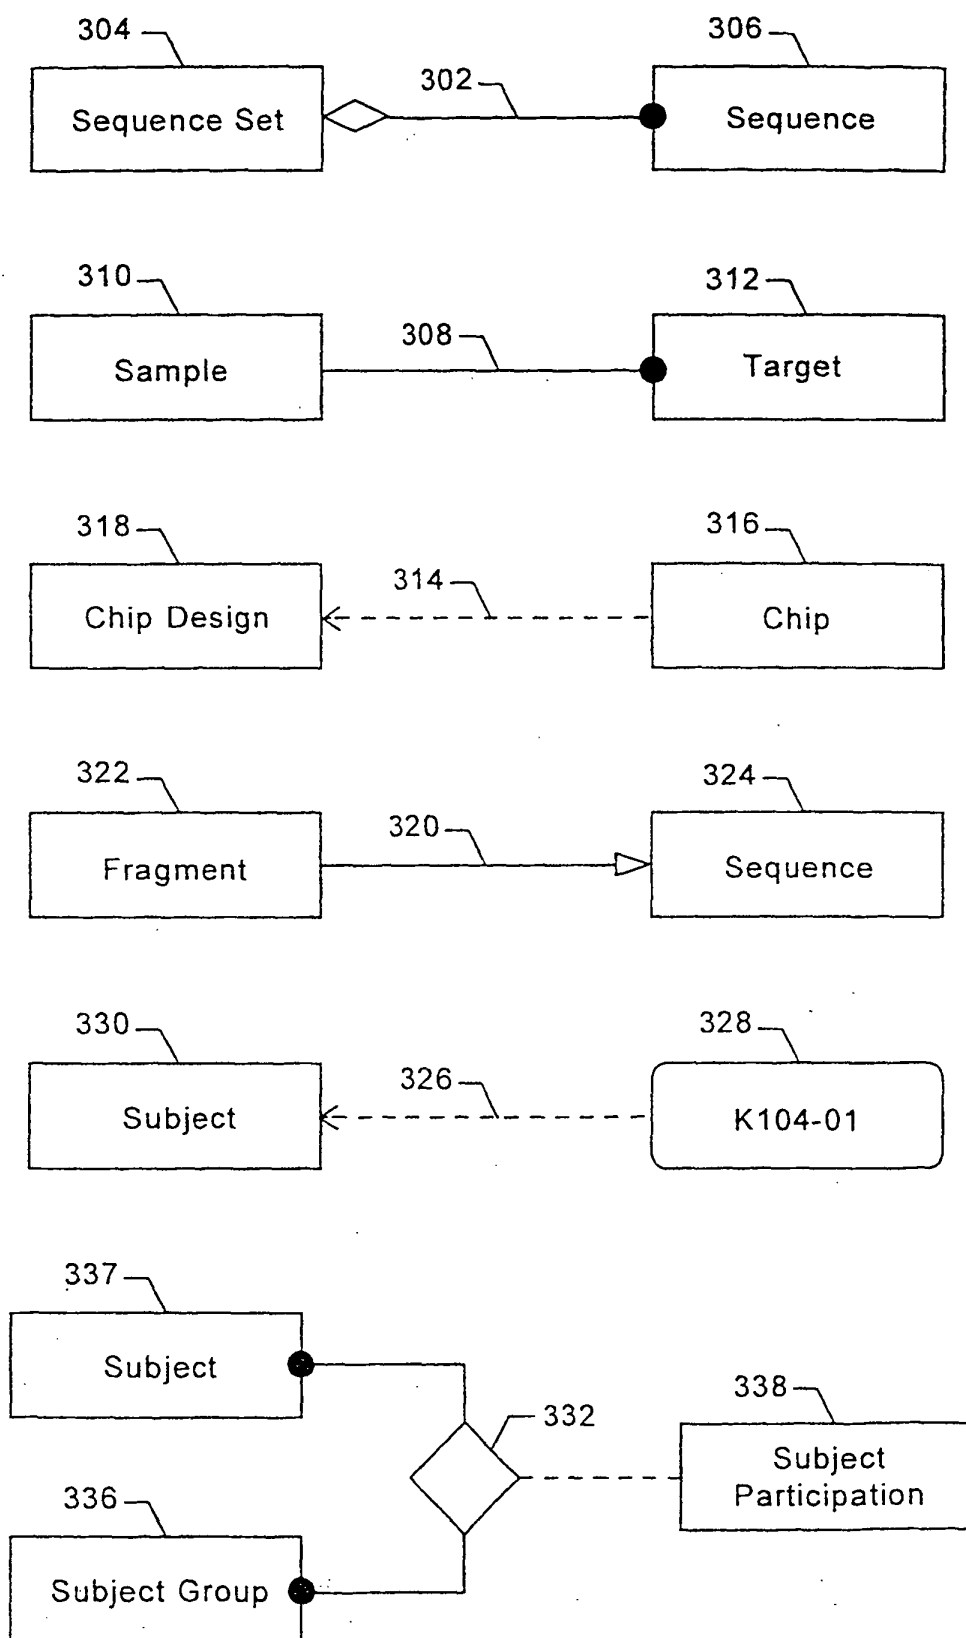 304
306
302
Sequence Set
Sequence
310
312
308
Sample
Target
318
316
314
Chip Design
Chip
322
324
320
Fragment
Sequence
330
328
326
Subject
K104-01
337
Subject
338
332
Subject
Participation
336
Subject Group